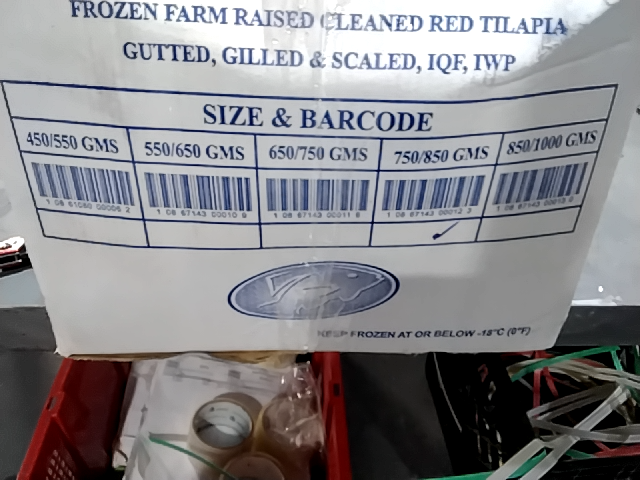 FROZEN FARM RAISED CLEANED RED TILAPIA
GUTTED, GILLED & SCALED, IQF, IWP
SIZE & BARCODE
450/550 GMS 550/650 GMS 650/750 GMS 750/850 GMS 850/1000 GMS
KEEP FROZEN AT OR BELOW -18°C (0°F)